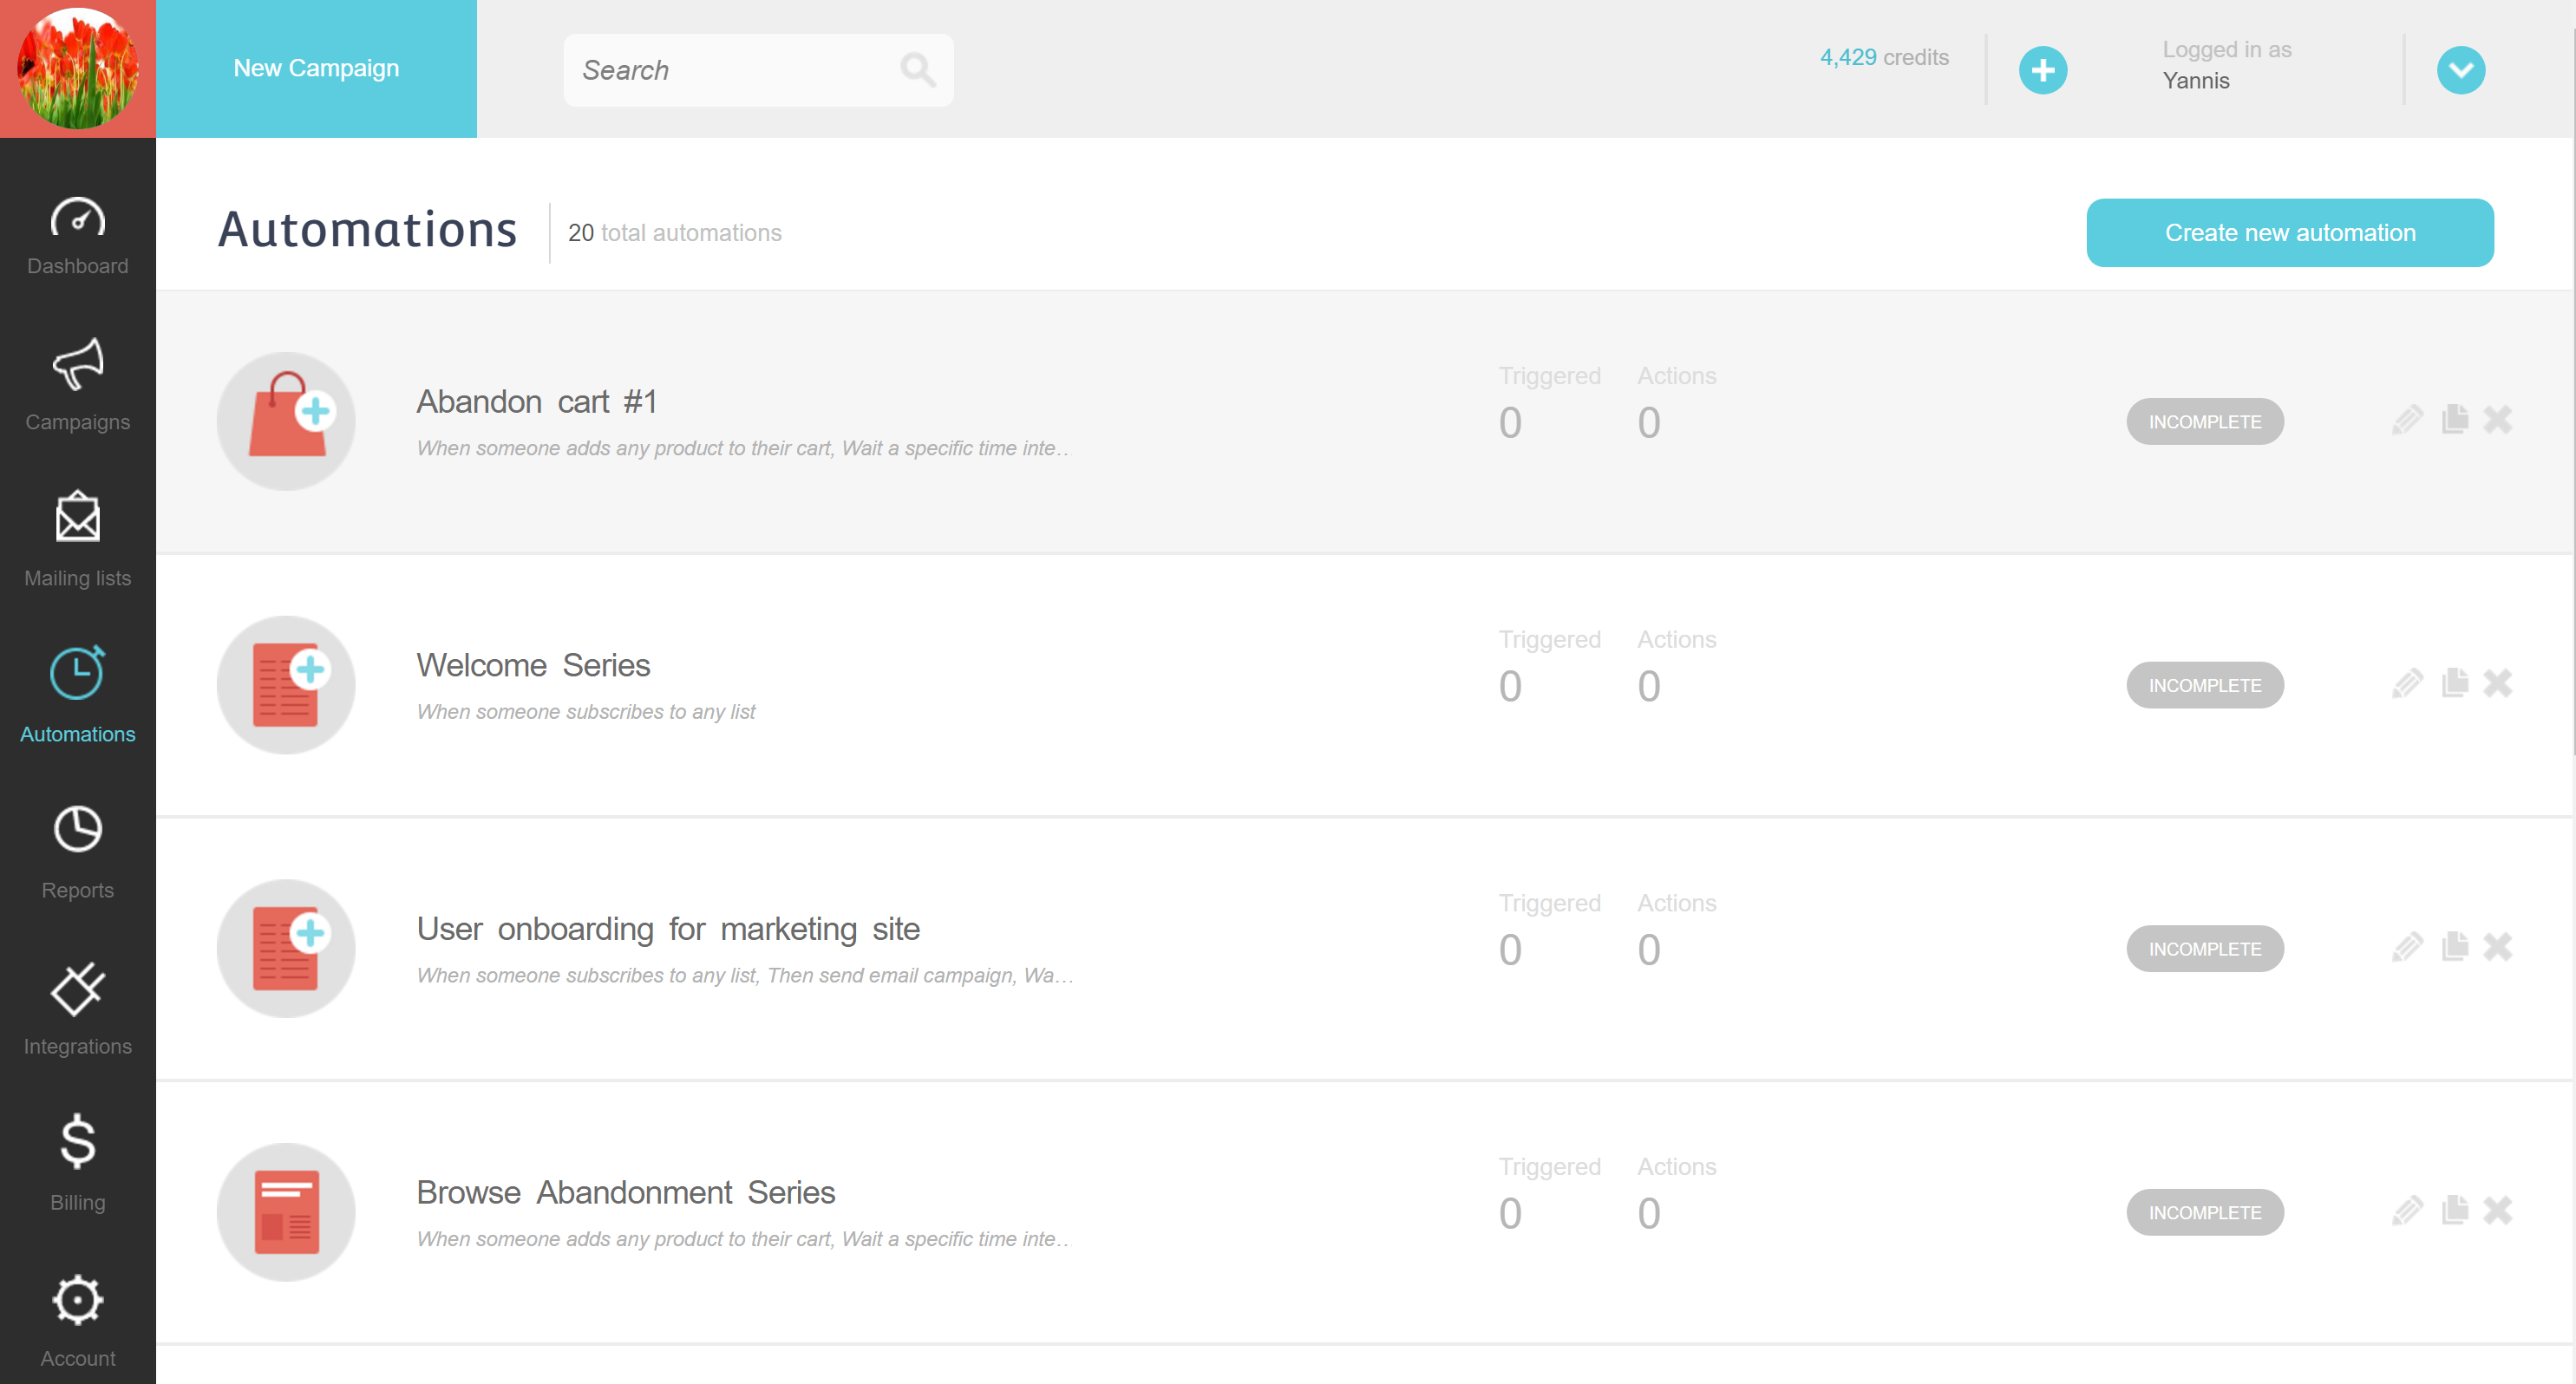 New Campaign
Search
4,429 credits
Logged in as
Yannis
Dashboard
Campaigns
Mailing lists
Automations
Reports
Integrations
Billing
Account
Automations
20 total automations
Create new automation
Abandon cart #1
When someone adds any product to their cart, Wait a specific time inte...
Triggered
0
Actions
0
INCOMPLETE
Welcome Series
When someone subscribes to any list
Triggered
0
Actions
0
INCOMPLETE
User onboarding for marketing site
When someone subscribes to any list, Then send email campaign, Wa...
Triggered
0
Actions
0
INCOMPLETE
Browse Abandonment Series
When someone adds any product to their cart, Wait a specific time inte...
Triggered
0
Actions
0
INCOMPLETE